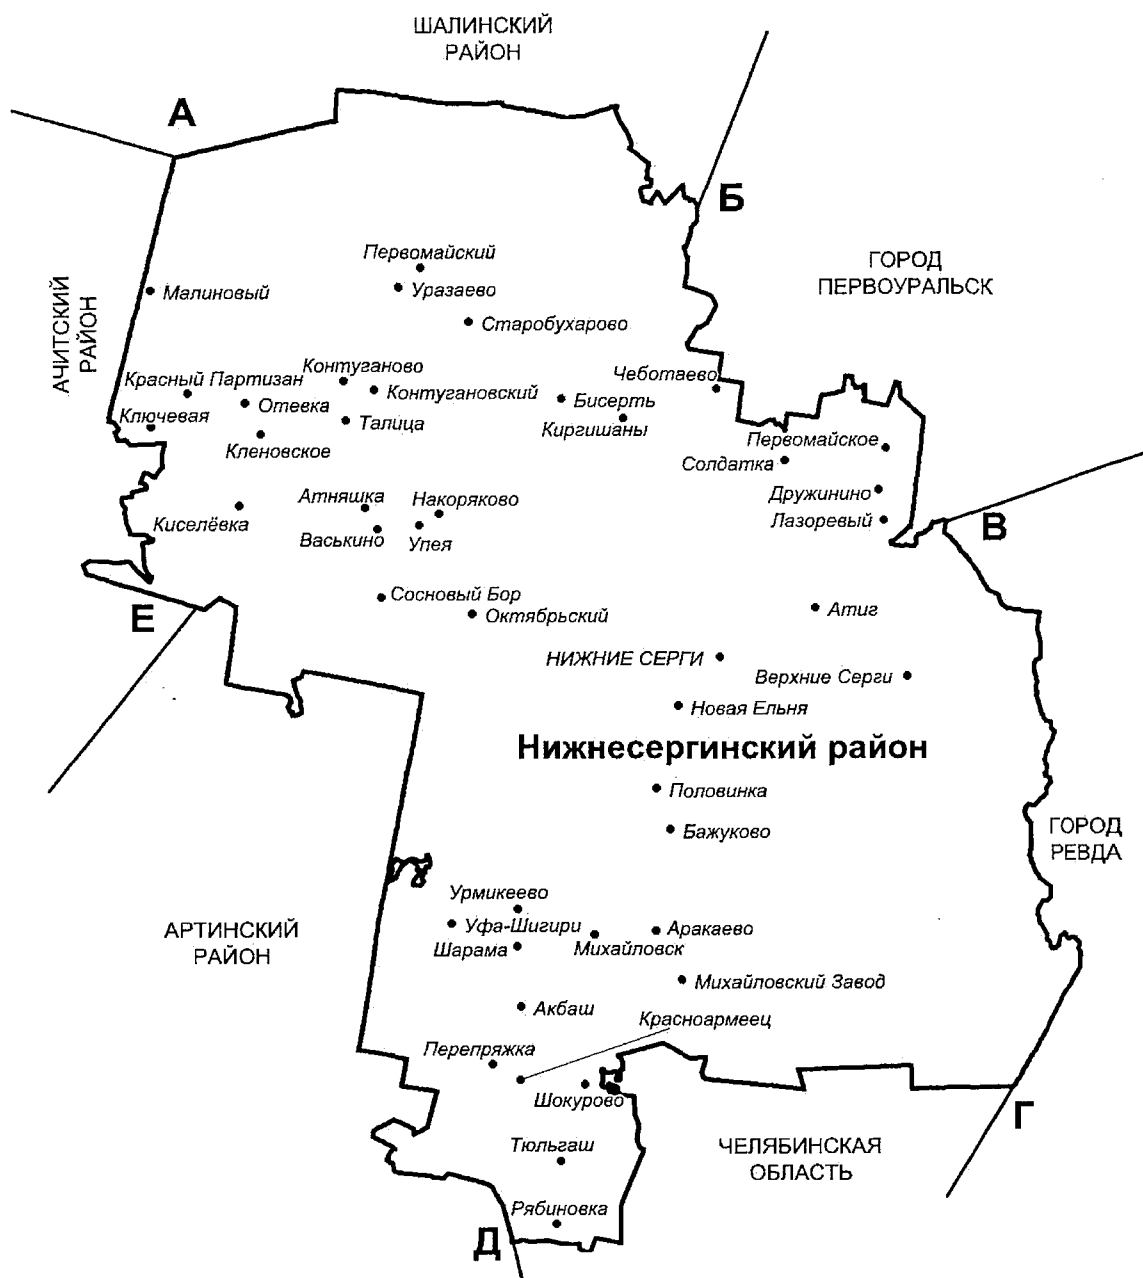 ШАЛИНСКИЙ
РАЙОН
А
Б
Первомайский
ГОРОД
ПЕРВОУРАЛЬСК
АЧИТСКИЙ
РАЙОН
Малиновый
Уразаево
Старобухарово
Контуганово
Чеботаево
Красный Партизан
Контугановский
Отевка
Бисерть
Ключевая
Талица
Киргишаны
Кленовское
Первомайское
Солдатка
Атняшка
Накоряково
Дружинино
Киселёвка
Лазоревый
В
Васькино
Упея
Сосновый Бор
Е
Октябрьский
Атиг
НИЖНИЕ СЕРГИ
Верхние Серги
Новая Ельня
Нижнесергинский район
Половинка
Бажуково
ГОРОД
РЕВДА
Урмикеево
АРТИНСКИЙ
РАЙОН
Уфа-Шигири
Аракаево
Шарама
Михайловск
Михайловский Завод
Акбаш
Красноармеец
Перепряжка
Шокурово
Г
Тюльгаш
ЧЕЛЯБИНСКАЯ
ОБЛАСТЬ
Рябиновка
Д